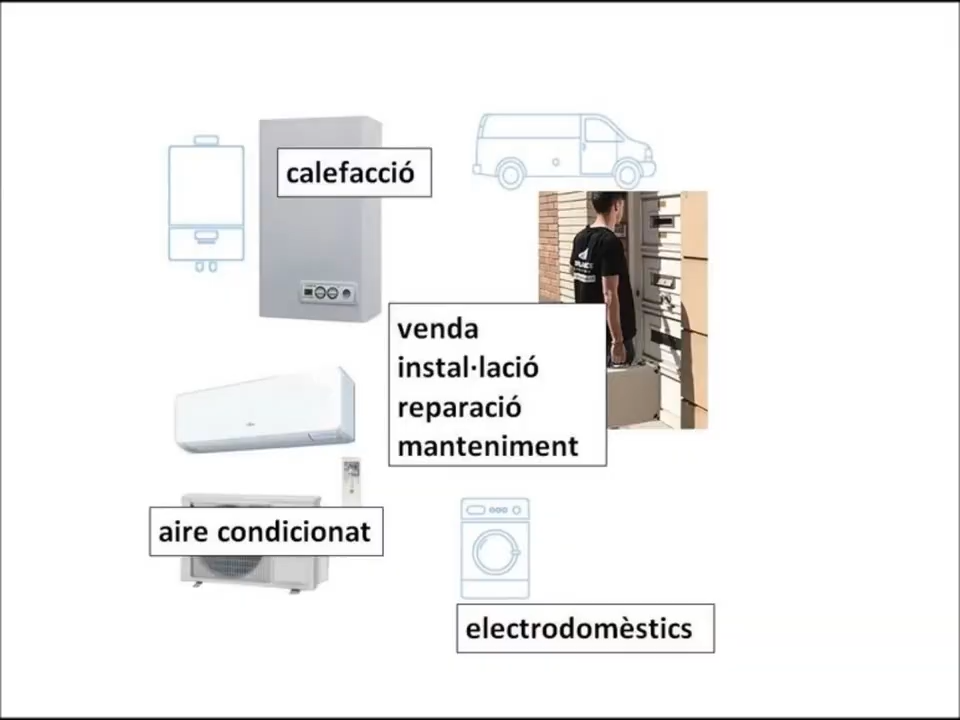 calefacció
venda
instal·lació
reparació
manteniment
aire condicionat
electrodomèstics